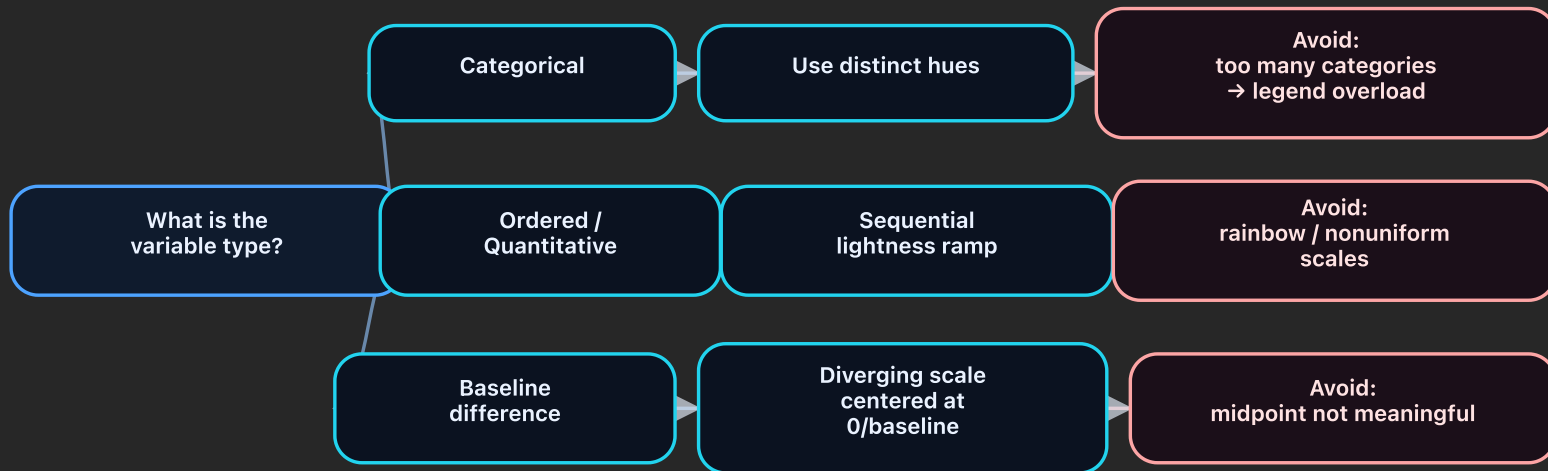 Categorical
Use distinct hues
Avoid:
too many categories
→ legend overload
What is the
variable type?
Ordered /
Quantitative
Sequential
lightness ramp
Avoid:
rainbow / nonuniform
scales
Baseline
difference
Diverging scale
centered at
0/baseline
Avoid:
midpoint not meaningful